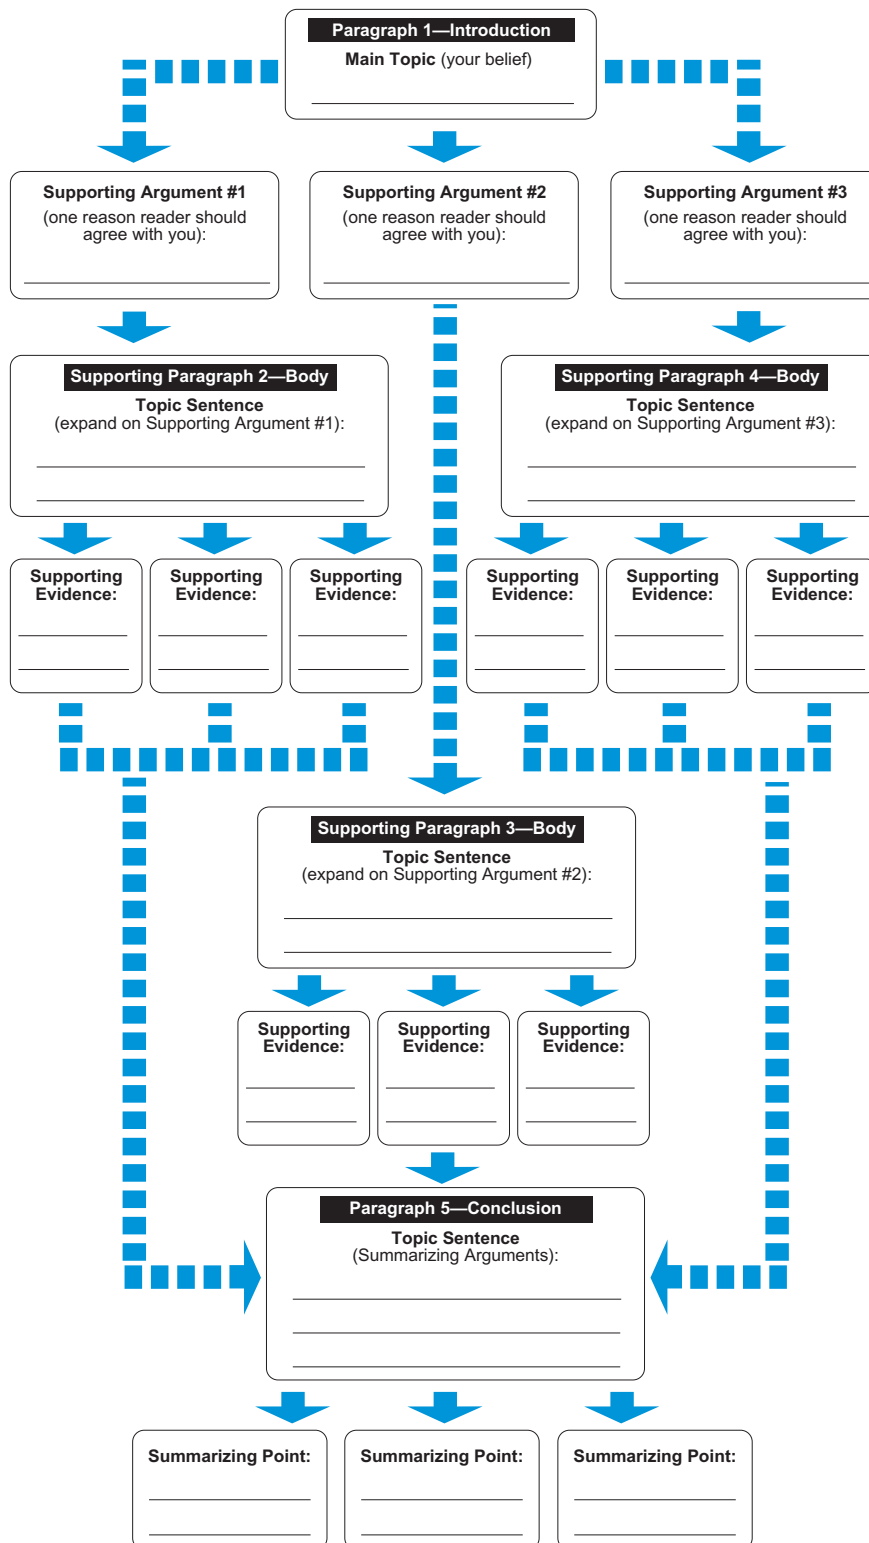 Paragraph 1—Introduction
Main Topic (your belief)
Supporting Argument #1
(one reason reader should
agree with you):
Supporting Argument #2
(one reason reader should
agree with you):
Supporting Argument #3
(one reason reader should
agree with you):
Supporting Paragraph 2—Body
Topic Sentence
(expand on Supporting Argument #1):
Supporting Paragraph 4—Body
Topic Sentence
(expand on Supporting Argument #3):
Supporting
Evidence:
Supporting
Evidence:
Supporting
Evidence:
Supporting
Evidence:
Supporting
Evidence:
Supporting
Evidence:
Supporting Paragraph 3—Body
Topic Sentence
(expand on Supporting Argument #2):
Supporting
Evidence:
Supporting
Evidence:
Supporting
Evidence:
Paragraph 5—Conclusion
Topic Sentence
(Summarizing Arguments):
Summarizing Point:
Summarizing Point:
Summarizing Point: